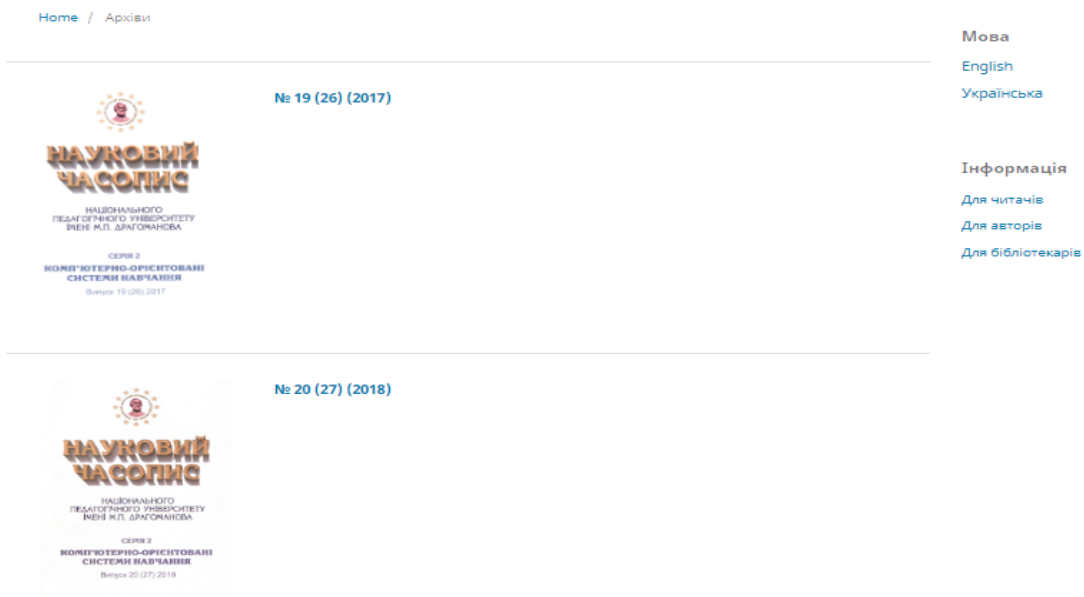 Home / Архіви
№ 19 (26) (2017)
НАУКОВИЙ
ЧАСОПИС
НАЦІОНАЛЬНОГО
ПЕДАГОГІЧНОГО УНІВЕРСИТЕТУ
ІМЕНІ М.П. ДРАГОМАНОВА
СЕРІЯ 2
КОМП'ЮТЕРНО-ОРІЄНТОВАНІ
СИСТЕМИ НАВЧАННЯ
Випуск 19 (26) 2017
№ 20 (27) (2018)
НАУКОВИЙ
ЧАСОПИС
НАЦІОНАЛЬНОГО
ПЕДАГОГІЧНОГО УНІВЕРСИТЕТУ
ІМЕНІ М.П. ДРАГОМАНОВА
СЕРІЯ 2
КОМП'ЮТЕРНО-ОРІЄНТОВАНІ
СИСТЕМИ НАВЧАННЯ
Випуск 20 (27) 2018
Мова
English
Українська
Інформація
Для читачів
Для авторів
Для бібліотекарів